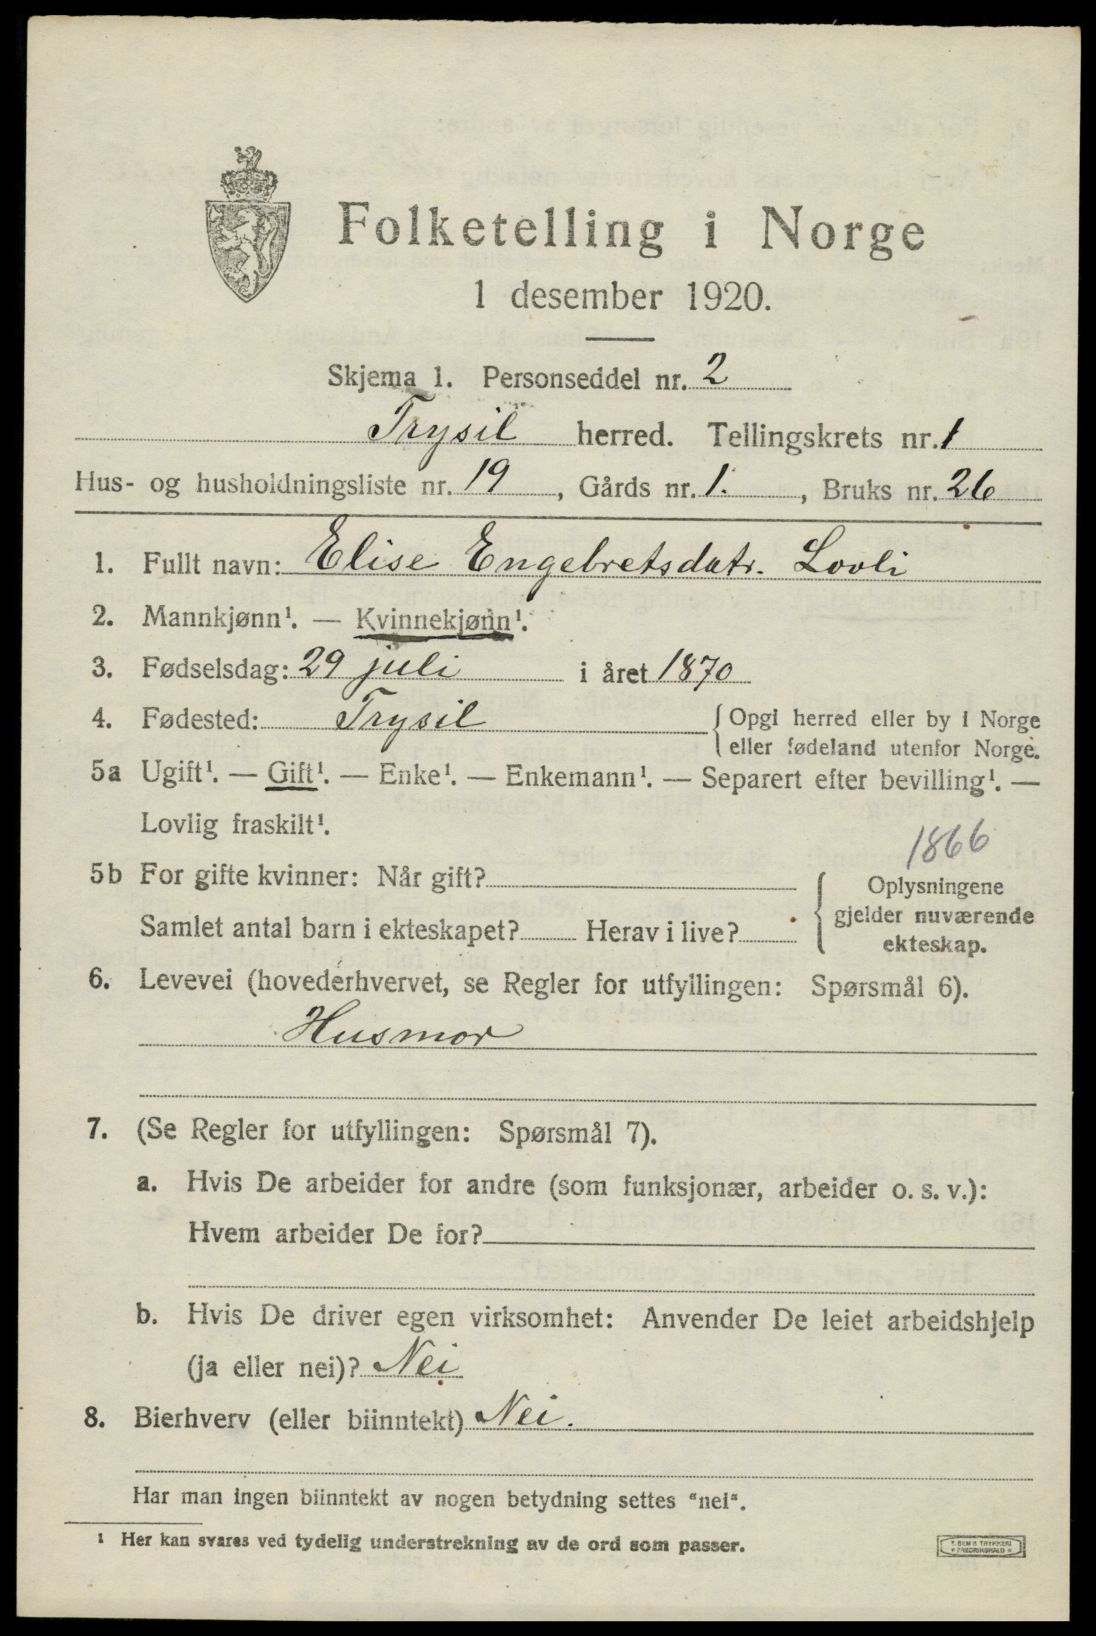 Folketelling i Norge
1 desember 1920.
Skjema 1. Personseddel nr. 2
Trysil herred. Tellingskrets nr. 1
Hus- og husholdningsliste nr. 19, Gårds nr. 1., Bruks nr. 26
1. Fullt navn: Elise Engebretsdatr. Lovli
2. Mannkjønn¹. — Kvinnekjønn¹.
3. Fødselsdag: 29 juli i året 1870
4. Fødested: Trysil {Opgi herred eller by i Norge
eller fødeland utenfor Norge.
5a Ugift¹. — Gift¹. — Enke¹. — Enkemann¹. — Separert efter bevilling¹. —
Lovlig fraskilt¹.
1866
5b For gifte kvinner: Når gift?
Samlet antal barn i ekteskapet? Herav i live?
{Oplysningene
gjelder nuværende
ekteskap.
6. Levevei (hovederhvervet, se Regler for utfyllingen: Spørsmål 6).
Husmor
7. (Se Regler for utfyllingen: Spørsmål 7).
a. Hvis De arbeider for andre (som funksjonær, arbeider o. s. v.):
Hvem arbeider De for?
b. Hvis De driver egen virksomhet: Anvender De leiet arbeidshjelp
(ja eller nei)? Nei
8. Bierhverv (eller biinntekt) Nei.
Har man ingen biinntekt av nogen betydning settes "nei".
¹ Her kan svares ved tydelig understrekning av de ord som passer.